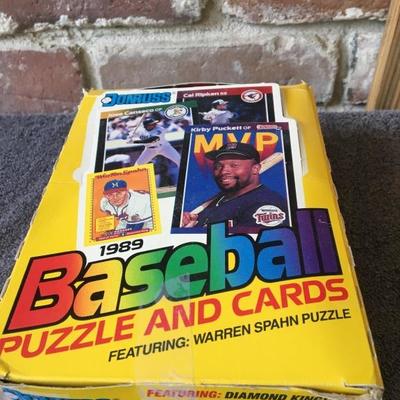 DONRUSS
Cal Ripken SS
Jose Canseco OF
Kirby Puckett OF
MVP
Warren Spahn
Twins
1989
Baseball
PUZZLE AND CARDS
FEATURING: WARREN SPAHN PUZZLE
FEATURING: DIAMOND KINGS